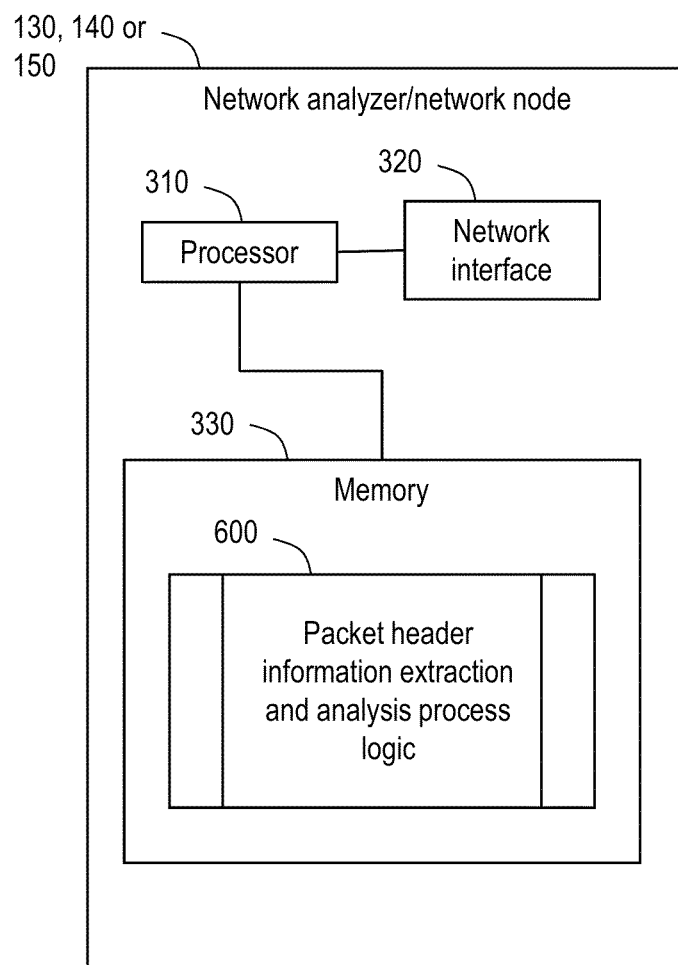 130, 140 or
150
Network analyzer/network node
310
320
Processor
Network
interface
330
Memory
600
Packet header
information extraction
and analysis process
logic